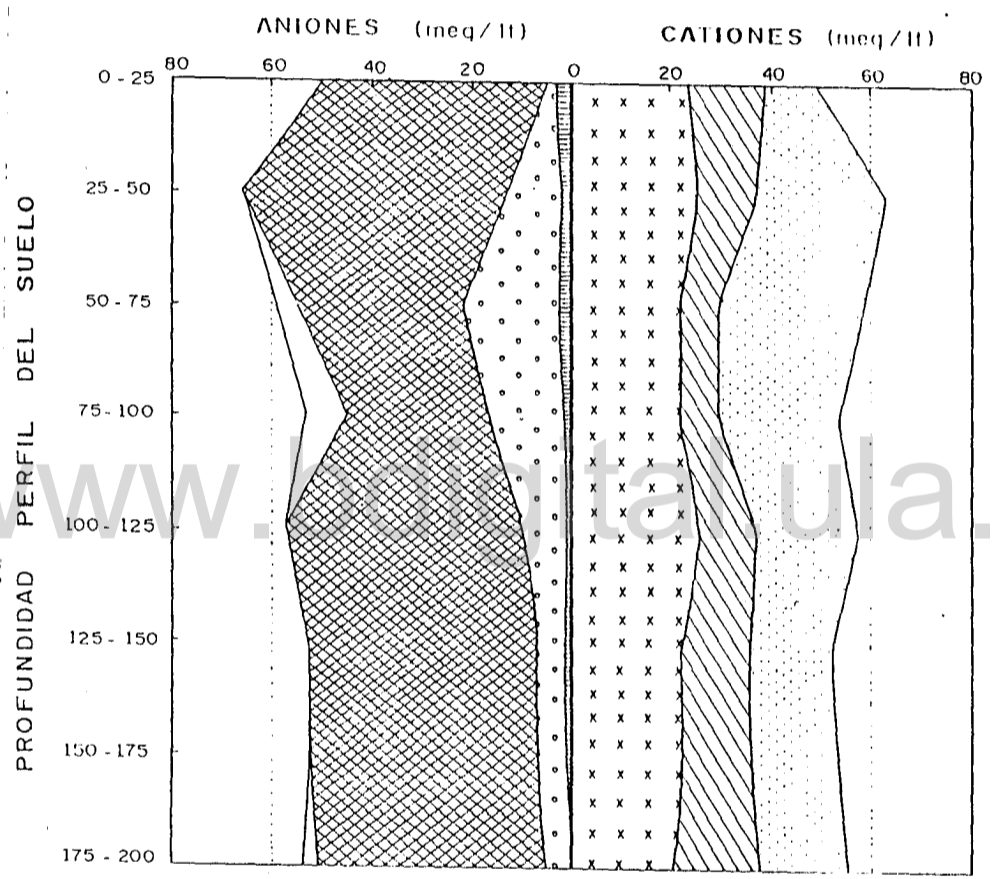 ANIONES (meq/lt) CATIONES (meq/lt)
80 60 40 20 0 20 40 60 80
0 - 25
25 - 50
50 - 75
75 - 100
100 - 125
125 - 150
150 - 175
175 - 200
PROFUNDIDAD PERFIL DEL SUELO
www.bdigital.ula.